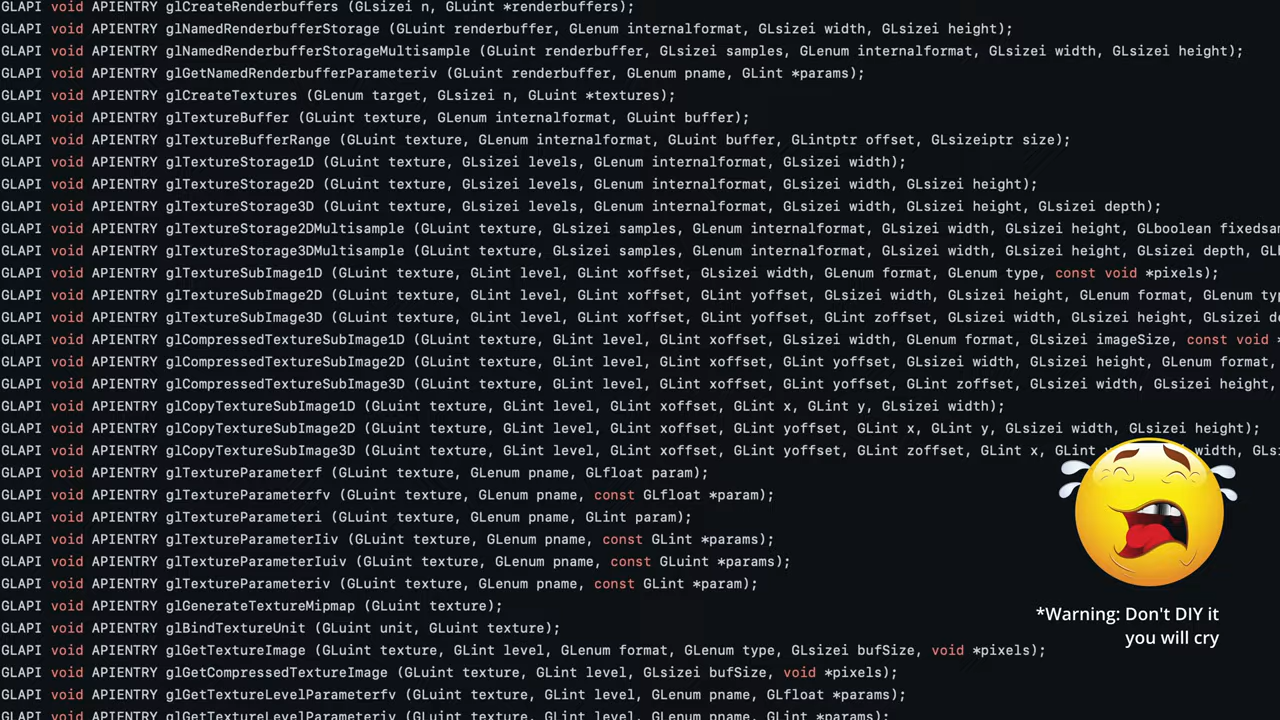 GLAPI void APIENTRY glCreateRenderbuffers (GLsizei n, GLuint *renderbuffers);
GLAPI void APIENTRY glNamedRenderbufferStorage (GLuint renderbuffer, GLenum internalformat, GLsizei width, GLsizei height);
GLAPI void APIENTRY glNamedRenderbufferStorageMultisample (GLuint renderbuffer, GLsizei samples, GLenum internalformat, GLsizei width, GLsizei height);
GLAPI void APIENTRY glGetNamedRenderbufferParameteriv (GLuint renderbuffer, GLenum pname, GLint *params);
GLAPI void APIENTRY glCreateTextures (GLenum target, GLsizei n, GLuint *textures);
GLAPI void APIENTRY glTextureBuffer (GLuint texture, GLenum internalformat, GLuint buffer);
GLAPI void APIENTRY glTextureBufferRange (GLuint texture, GLenum internalformat, GLuint buffer, GLintptr offset, GLsizeiptr size);
GLAPI void APIENTRY glTextureStorage1D (GLuint texture, GLsizei levels, GLenum internalformat, GLsizei width);
GLAPI void APIENTRY glTextureStorage2D (GLuint texture, GLsizei levels, GLenum internalformat, GLsizei width, GLsizei height);
GLAPI void APIENTRY glTextureStorage3D (GLuint texture, GLsizei levels, GLenum internalformat, GLsizei width, GLsizei height, GLsizei depth);
GLAPI void APIENTRY glTextureStorage2DMultisample (GLuint texture, GLsizei samples, GLenum internalformat, GLsizei width, GLsizei height, GLboolean fixedsam
GLAPI void APIENTRY glTextureStorage3DMultisample (GLuint texture, GLsizei samples, GLenum internalformat, GLsizei width, GLsizei height, GLsizei depth, GL
GLAPI void APIENTRY glTextureSubImage1D (GLuint texture, GLint level, GLint xoffset, GLsizei width, GLenum format, GLenum type, const void *pixels);
GLAPI void APIENTRY glTextureSubImage2D (GLuint texture, GLint level, GLint xoffset, GLint yoffset, GLsizei width, GLsizei height, GLenum format, GLenum typ
GLAPI void APIENTRY glTextureSubImage3D (GLuint texture, GLint level, GLint xoffset, GLint yoffset, GLint zoffset, GLsizei width, GLsizei height, GLsizei de
GLAPI void APIENTRY glCompressedTextureSubImage1D (GLuint texture, GLint level, GLint xoffset, GLsizei width, GLenum format, GLsizei imageSize, const void *
GLAPI void APIENTRY glCompressedTextureSubImage2D (GLuint texture, GLint level, GLint xoffset, GLint yoffset, GLsizei width, GLsizei height, GLenum format,
GLAPI void APIENTRY glCompressedTextureSubImage3D (GLuint texture, GLint level, GLint xoffset, GLint yoffset, GLint zoffset, GLsizei width, GLsizei height,
GLAPI void APIENTRY glCopyTextureSubImage1D (GLuint texture, GLint level, GLint xoffset, GLint x, GLint y, GLsizei width);
GLAPI void APIENTRY glCopyTextureSubImage2D (GLuint texture, GLint level, GLint xoffset, GLint yoffset, GLint x, GLint y, GLsizei width, GLsizei height);
GLAPI void APIENTRY glCopyTextureSubImage3D (GLuint texture, GLint level, GLint xoffset, GLint yoffset, GLint zoffset, GLint x, GLint width, GLsi
GLAPI void APIENTRY glTextureParameterf (GLuint texture, GLenum pname, GLfloat param);
GLAPI void APIENTRY glTextureParameterfv (GLuint texture, GLenum pname, const GLfloat *param);
GLAPI void APIENTRY glTextureParameteri (GLuint texture, GLenum pname, GLint param);
GLAPI void APIENTRY glTextureParameterIiv (GLuint texture, GLenum pname, const GLint *params);
GLAPI void APIENTRY glTextureParameterIuiv (GLuint texture, GLenum pname, const GLuint *params);
GLAPI void APIENTRY glTextureParameteriv (GLuint texture, GLenum pname, const GLint *param);
GLAPI void APIENTRY glGenerateTextureMipmap (GLuint texture);
GLAPI void APIENTRY glBindTextureUnit (GLuint unit, GLuint texture);
GLAPI void APIENTRY glGetTextureImage (GLuint texture, GLint level, GLenum format, GLenum type, GLsizei bufSize, void *pixels);
GLAPI void APIENTRY glGetCompressedTextureImage (GLuint texture, GLint level, GLsizei bufSize, void *pixels);
GLAPI void APIENTRY glGetTextureLevelParameterfv (GLuint texture, GLint level, GLenum pname, GLfloat *params);
GLAPI void APIENTRY glGetTextureLevelParameteriv (GLuint texture, GLint level, GLenum pname, GLint *params);
*Warning: Don't DIY it
you will cry